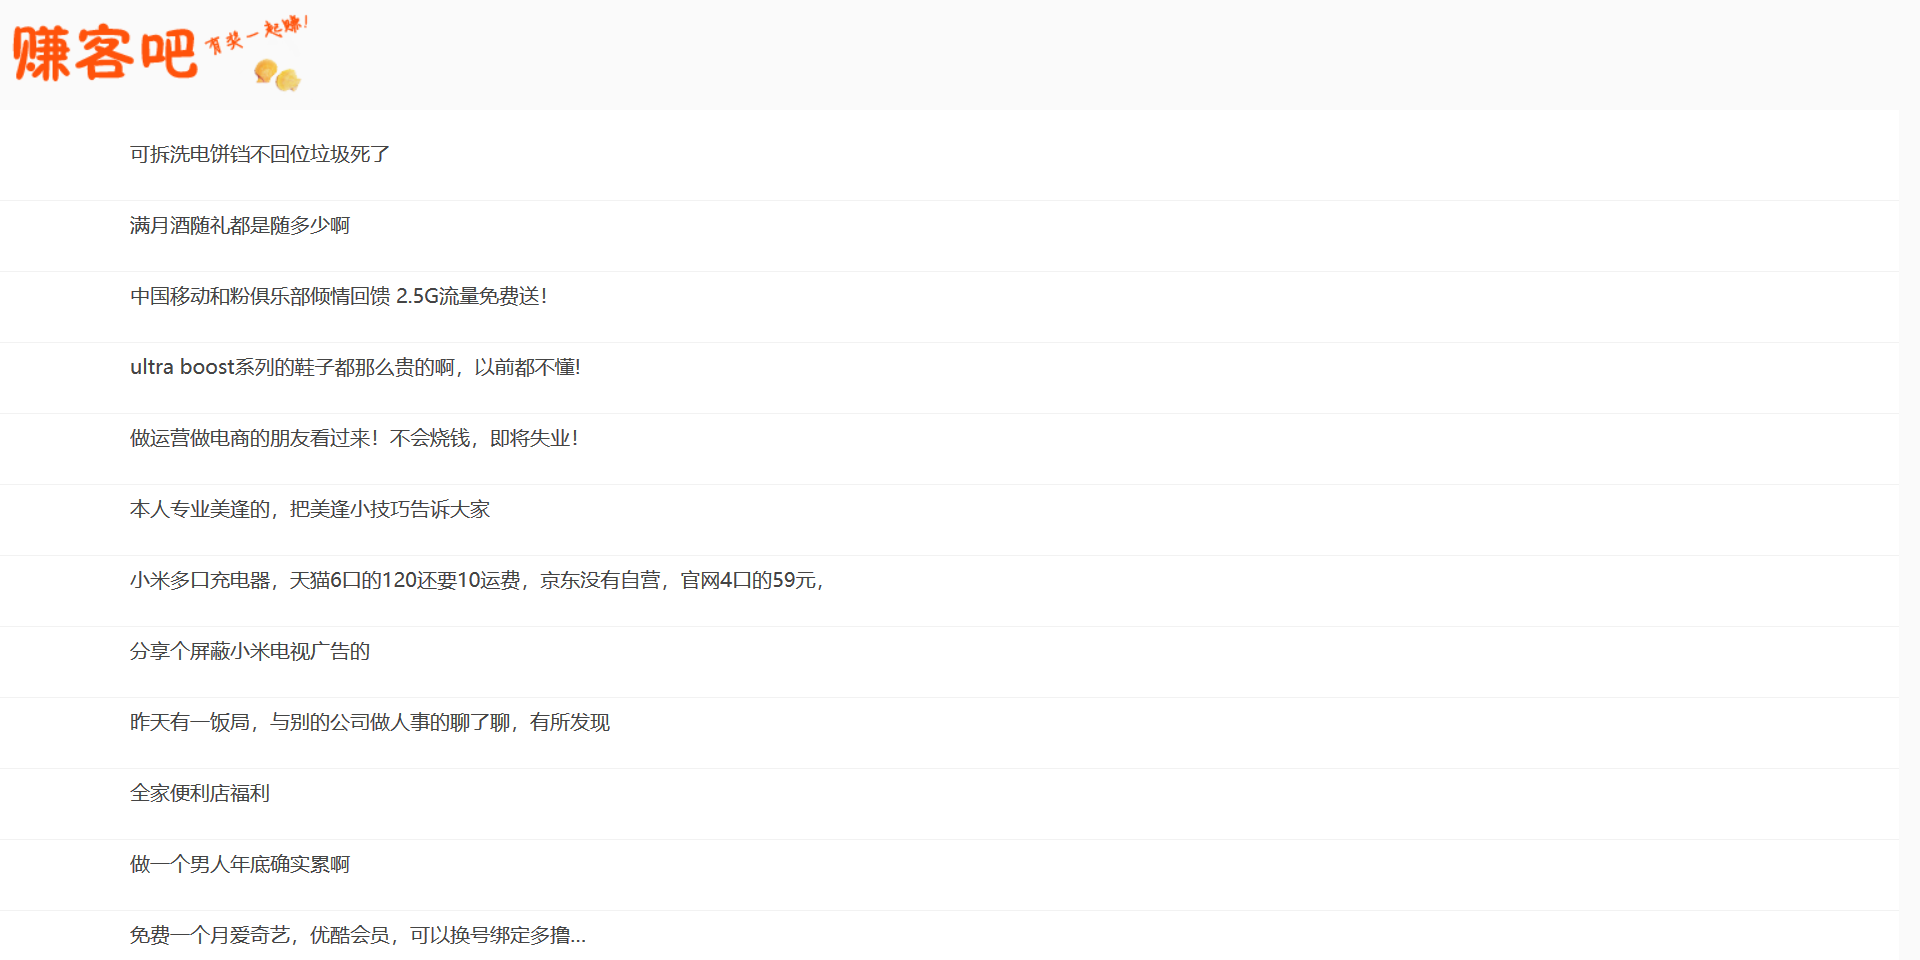 赚客吧
有奖一起赚!
可拆洗电饼铛不回位垃圾死了
满月酒随礼都是随多少啊
中国移动和粉俱乐部倾情回馈 2.5G流量免费送！
ultra boost系列的鞋子都那么贵的啊，以前都不懂!
做运营做电商的朋友看过来！不会烧钱，即将失业！
本人专业美逢的，把美逢小技巧告诉大家
小米多口充电器，天猫6口的120还要10运费，京东没有自营，官网4口的59元，
分享个屏蔽小米电视广告的
昨天有一饭局，与别的公司做人事的聊了聊，有所发现
全家便利店福利
做一个男人年底确实累啊
免费一个月爱奇艺，优酷会员，可以换号绑定多撸...